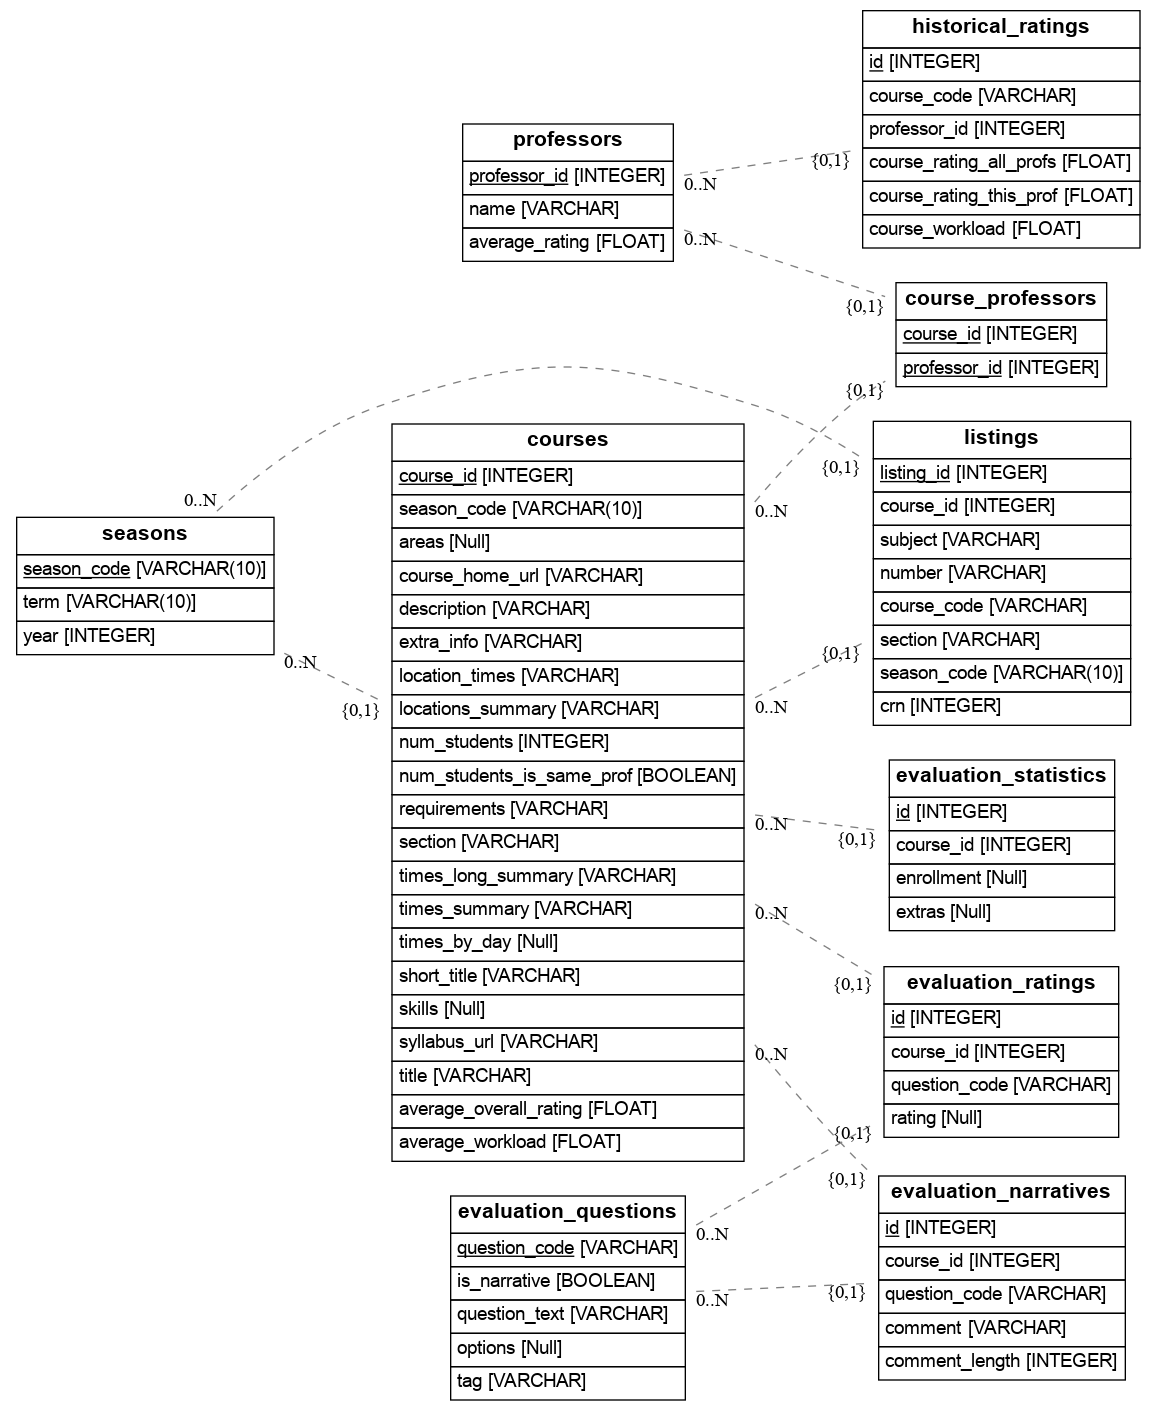 historical_ratings
id [INTEGER]
course_code [VARCHAR]
professor_id [INTEGER]
course_rating_all_profs [FLOAT]
course_rating_this_prof [FLOAT]
course_workload [FLOAT]
professors
professor_id [INTEGER]
name [VARCHAR]
average_rating [FLOAT]
0..N
{0,1}
0..N
{0,1}
course_professors
course_id [INTEGER]
professor_id [INTEGER]
{0,1}
0..N
listings
listing_id [INTEGER]
course_id [INTEGER]
subject [VARCHAR]
number [VARCHAR]
course_code [VARCHAR]
section [VARCHAR]
season_code [VARCHAR(10)]
crn [INTEGER]
{0,1}
{0,1}
0..N
0..N
seasons
season_code [VARCHAR(10)]
term [VARCHAR(10)]
year [INTEGER]
0..N
{0,1}
courses
course_id [INTEGER]
season_code [VARCHAR(10)]
areas [Null]
course_home_url [VARCHAR]
description [VARCHAR]
extra_info [VARCHAR]
location_times [VARCHAR]
locations_summary [VARCHAR]
num_students [INTEGER]
num_students_is_same_prof [BOOLEAN]
requirements [VARCHAR]
section [VARCHAR]
times_long_summary [VARCHAR]
times_summary [VARCHAR]
times_by_day [Null]
short_title [VARCHAR]
skills [Null]
syllabus_url [VARCHAR]
title [VARCHAR]
average_overall_rating [FLOAT]
average_workload [FLOAT]
0..N
{0,1}
evaluation_statistics
id [INTEGER]
course_id [INTEGER]
enrollment [Null]
extras [Null]
0..N
{0,1}
evaluation_ratings
id [INTEGER]
course_id [INTEGER]
question_code [VARCHAR]
rating [Null]
0..N
{0,1}
{0,1}
0..N
0..N
{0,1}
evaluation_questions
question_code [VARCHAR]
is_narrative [BOOLEAN]
question_text [VARCHAR]
options [Null]
tag [VARCHAR]
evaluation_narratives
id [INTEGER]
course_id [INTEGER]
question_code [VARCHAR]
comment [VARCHAR]
comment_length [INTEGER]